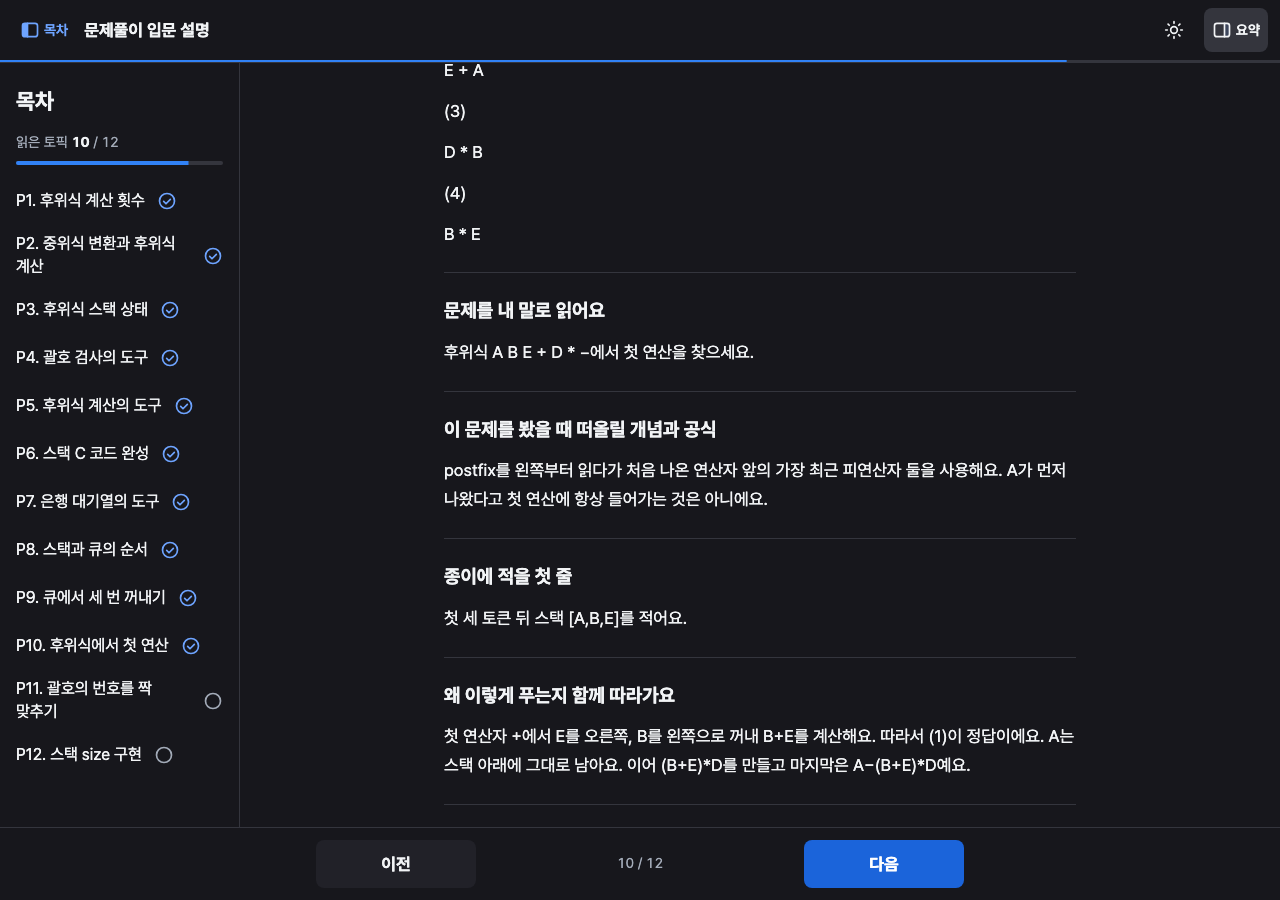 목차 문제풀이 입문 설명 요약
목차
읽은 토픽 10 / 12
P1. 후위식 계산 횟수
P2. 중위식 변환과 후위식
계산
P3. 후위식 스택 상태
P4. 괄호 검사의 도구
P5. 후위식 계산의 도구
P6. 스택 C 코드 완성
P7. 은행 대기열의 도구
P8. 스택과 큐의 순서
P9. 큐에서 세 번 꺼내기
P10. 후위식에서 첫 연산
P11. 괄호의 번호를 짝
맞추기
P12. 스택 size 구현
E + A
(3)
D * B
(4)
B * E
문제를 내 말로 읽어요
후위식 A B E + D * −에서 첫 연산을 찾으세요.
이 문제를 봤을 때 떠올릴 개념과 공식
postfix를 왼쪽부터 읽다가 처음 나온 연산자 앞의 가장 최근 피연산자 둘을 사용해요. A가 먼저
나왔다고 첫 연산에 항상 들어가는 것은 아니에요.
종이에 적을 첫 줄
첫 세 토큰 뒤 스택 [A,B,E]를 적어요.
왜 이렇게 푸는지 함께 따라가요
첫 연산자 +에서 E를 오른쪽, B를 왼쪽으로 꺼내 B+E를 계산해요. 따라서 (1)이 정답이에요. A는
스택 아래에 그대로 남아요. 이어 (B+E)*D를 만들고 마지막은 A−(B+E)*D예요.
이전 10 / 12 다음